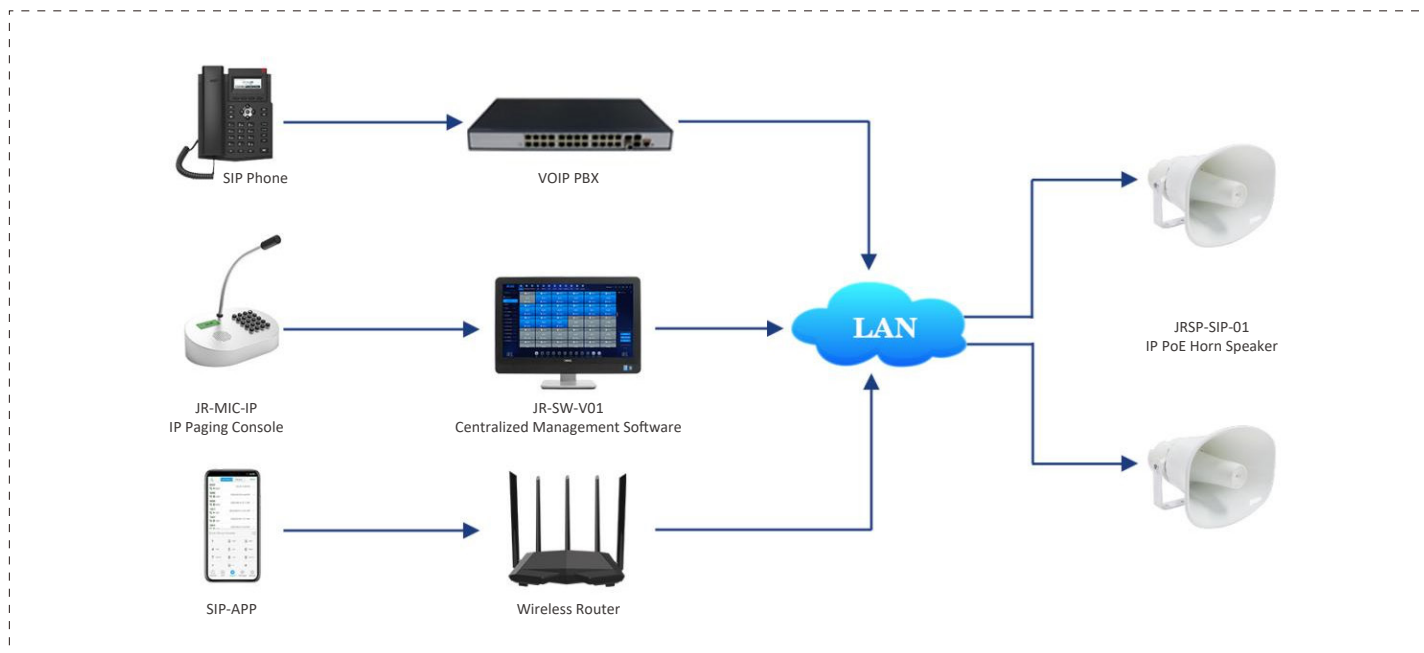 SIP Phone
VOIP PBX
LAN
JRSP-SIP-01
IP PoE Horn Speaker
JR-MIC-IP
IP Paging Console
JR-SW-V01
Centralized Management Software
SIP-APP
Wireless Router